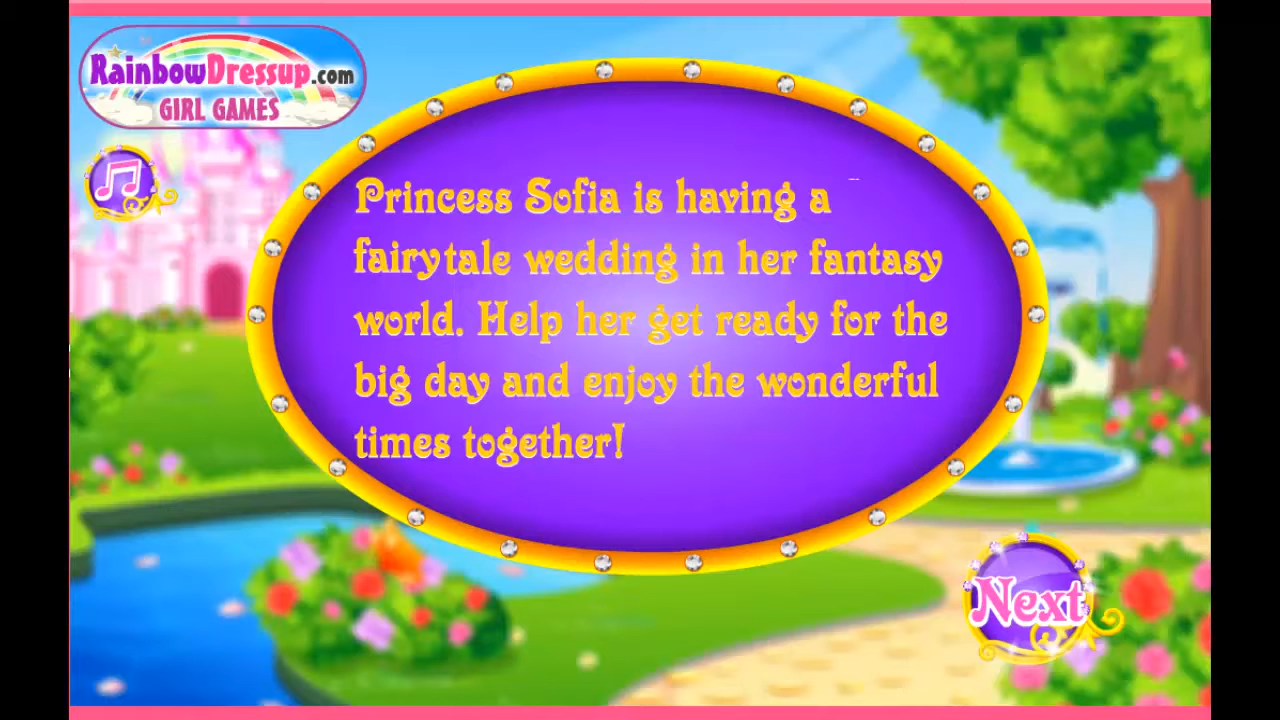 RainbowDressup.com
GIRL GAMES
Princess Sofia is having a
fairytale wedding in her fantasy
world. Help her get ready for the
big day and enjoy the wonderful
times together!
Next